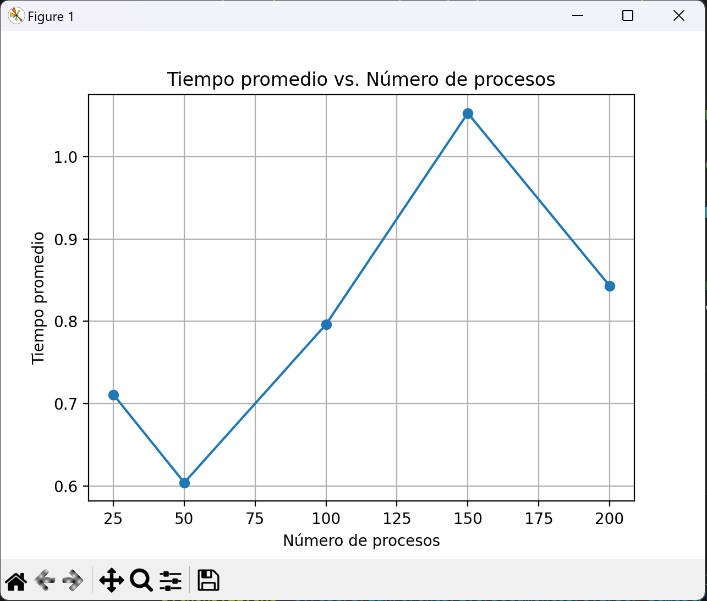 Figure 1
Tiempo promedio vs. Número de procesos
1.0
0.9
0.8
0.7
0.6
Tiempo promedio
25 50 75 100 125 150 175 200
Número de procesos